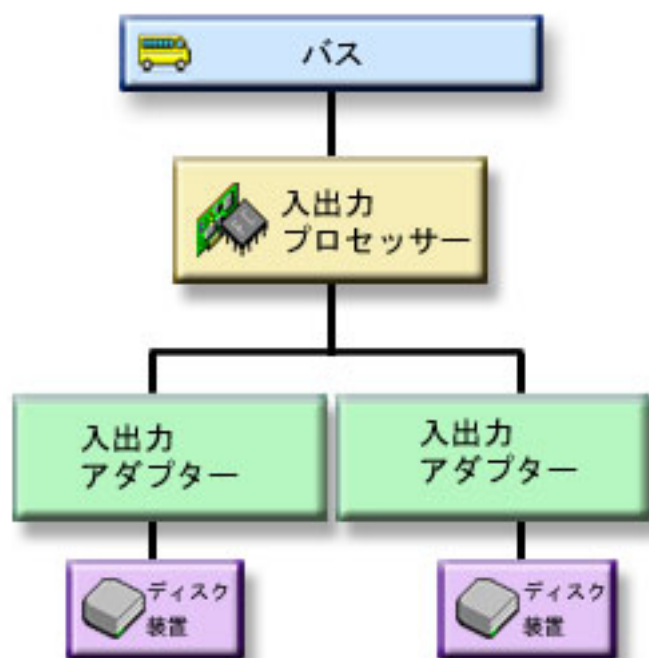 バス
入出力
プロセッサー
入出力
アダプター
入出力
アダプター
ディスク
装置
ディスク
装置